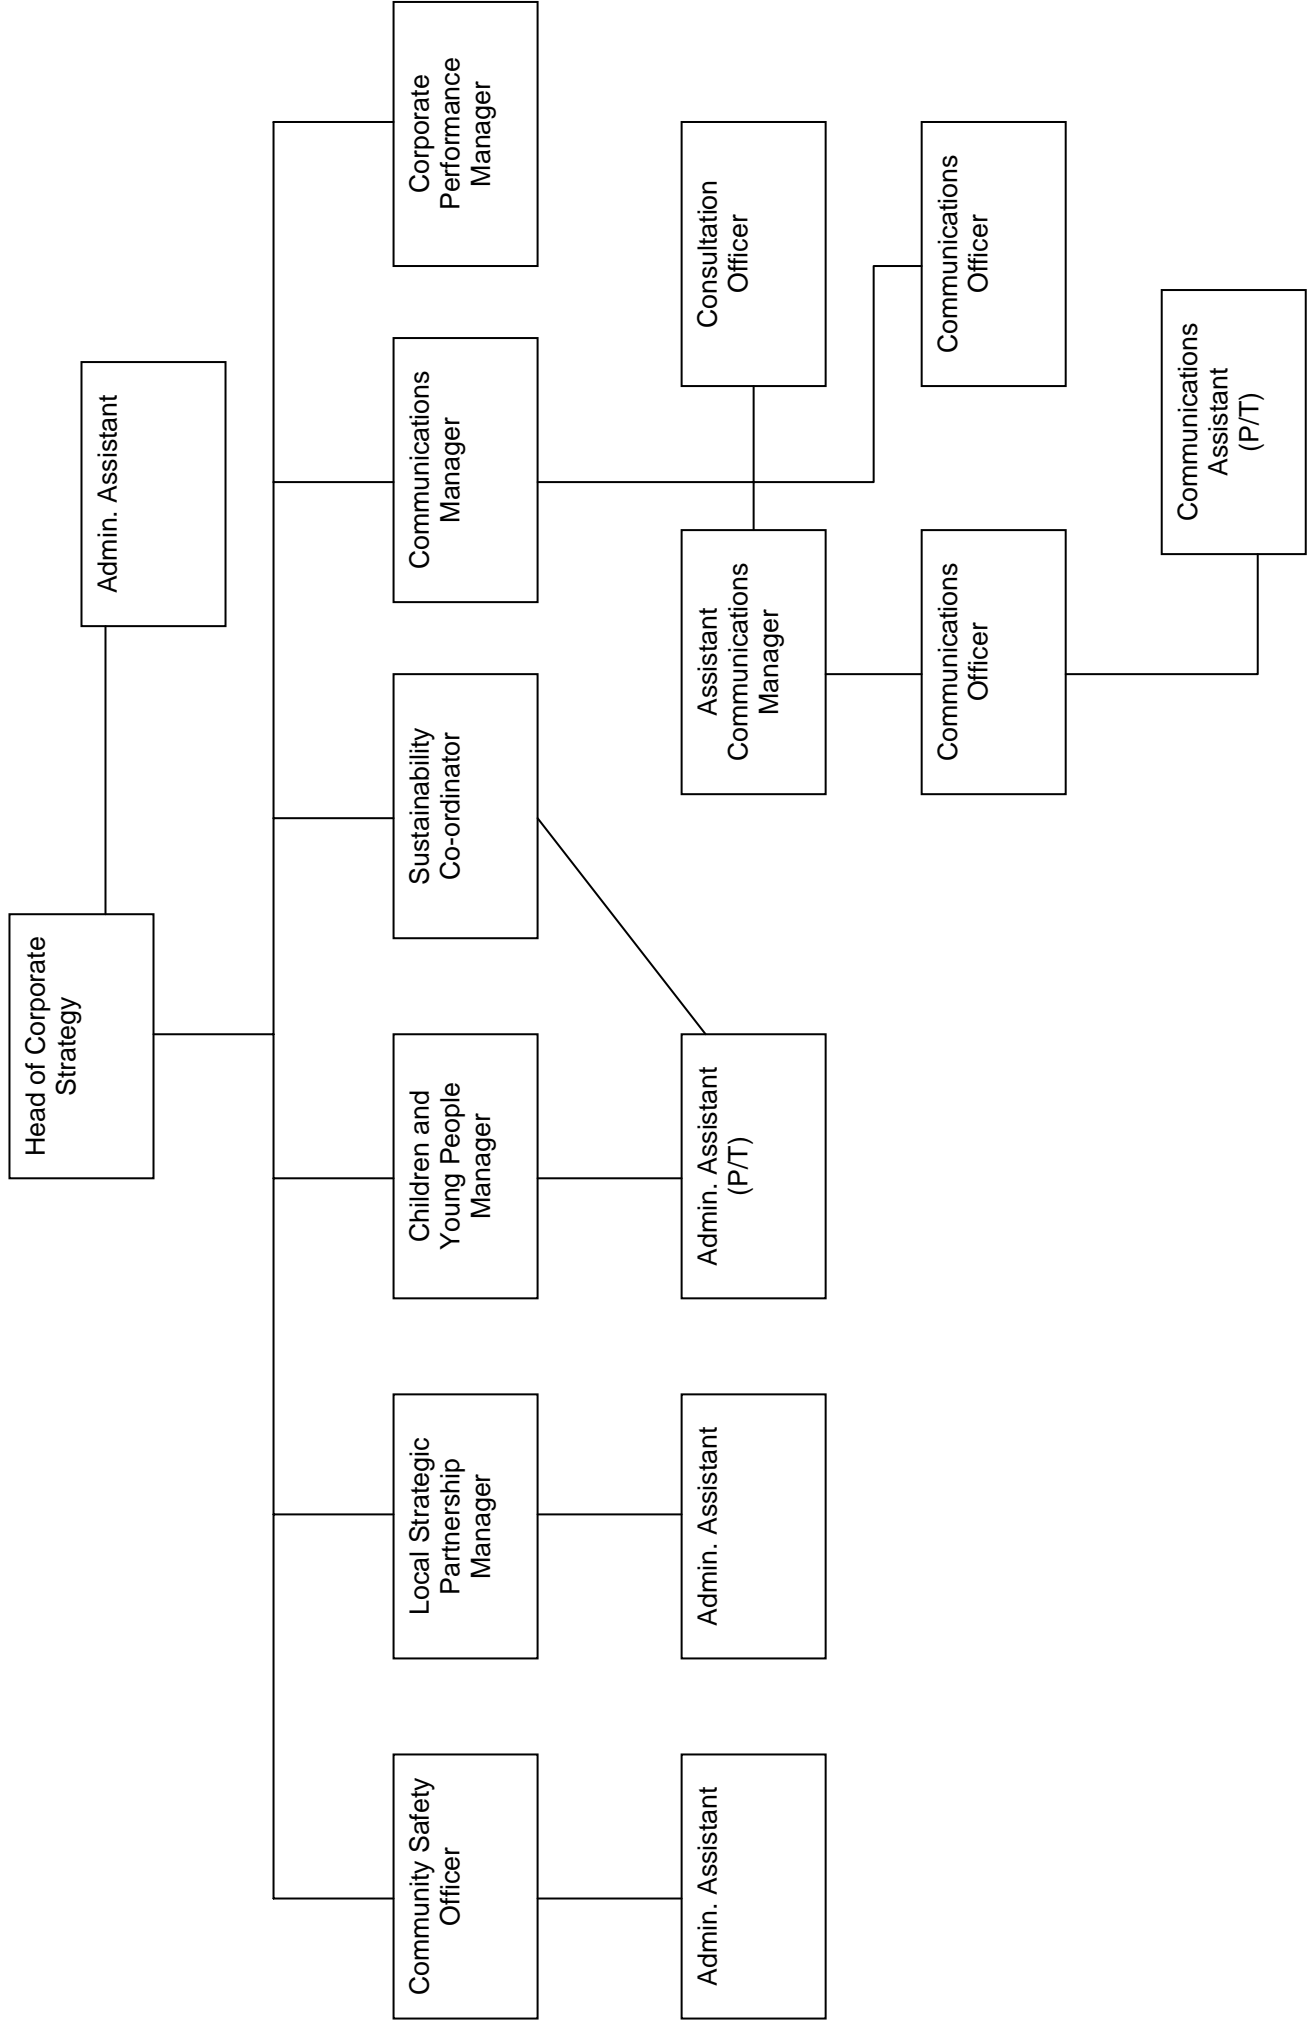 Head of Corporate
Strategy
Admin. Assistant
Community Safety
Officer
Local Strategic
Partnership
Manager
Children and
Young People
Manager
Sustainability
Co-ordinator
Communications
Manager
Corporate
Performance
Manager
Admin. Assistant
Admin. Assistant
Admin. Assistant
(P/T)
Assistant
Communications
Manager
Consultation
Officer
Communications
Officer
Communications
Officer
Communications
Assistant
(P/T)